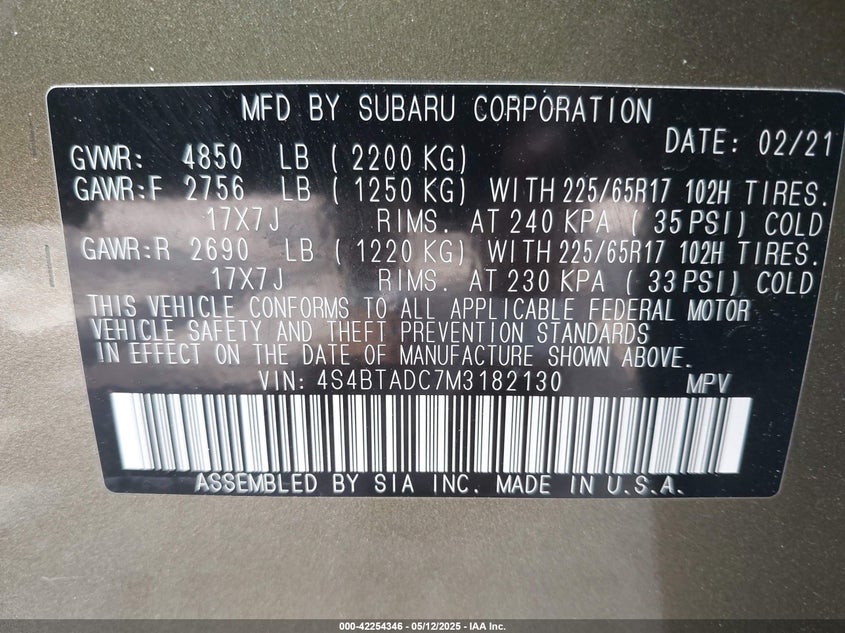 MFD BY SUBARU CORPORATION
DATE: 02/21
GVWR: 4850 LB ( 2200 KG)
GAWR:F 2756 LB ( 1250 KG) WITH 225/65R17 102H TIRES.
17X7J RIMS. AT 240 KPA ( 35 PSI) COLD
GAWR:R 2690 LB ( 1220 KG) WITH 225/65R17 102H TIRES.
17X7J RIMS. AT 230 KPA ( 33 PSI) COLD
THIS VEHICLE CONFORMS TO ALL APPLICABLE FEDERAL MOTOR
VEHICLE SAFETY AND THEFT PREVENTION STANDARDS
IN EFFECT ON THE DATE OF MANUFACTURE SHOWN ABOVE.
VIN: 4S4BTADC7M3182130 MPV
ASSEMBLED BY SIA INC. MADE IN U.S.A.
000-42254346 - 05/12/2025 - IAA Inc.